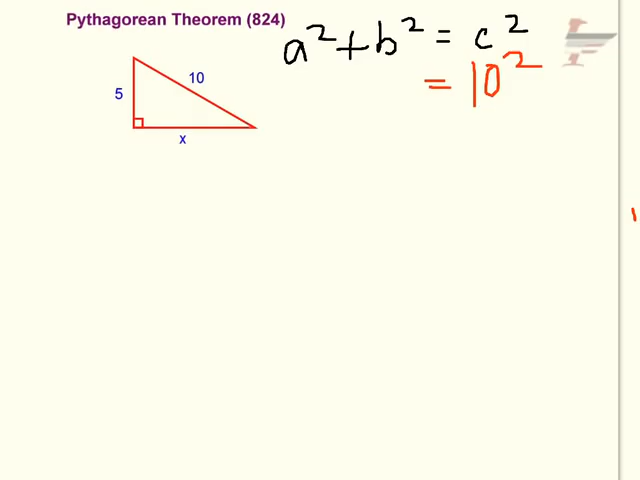 Pythagorean Theorem (824)
a² + b² = c²
= 10²
10
5
x